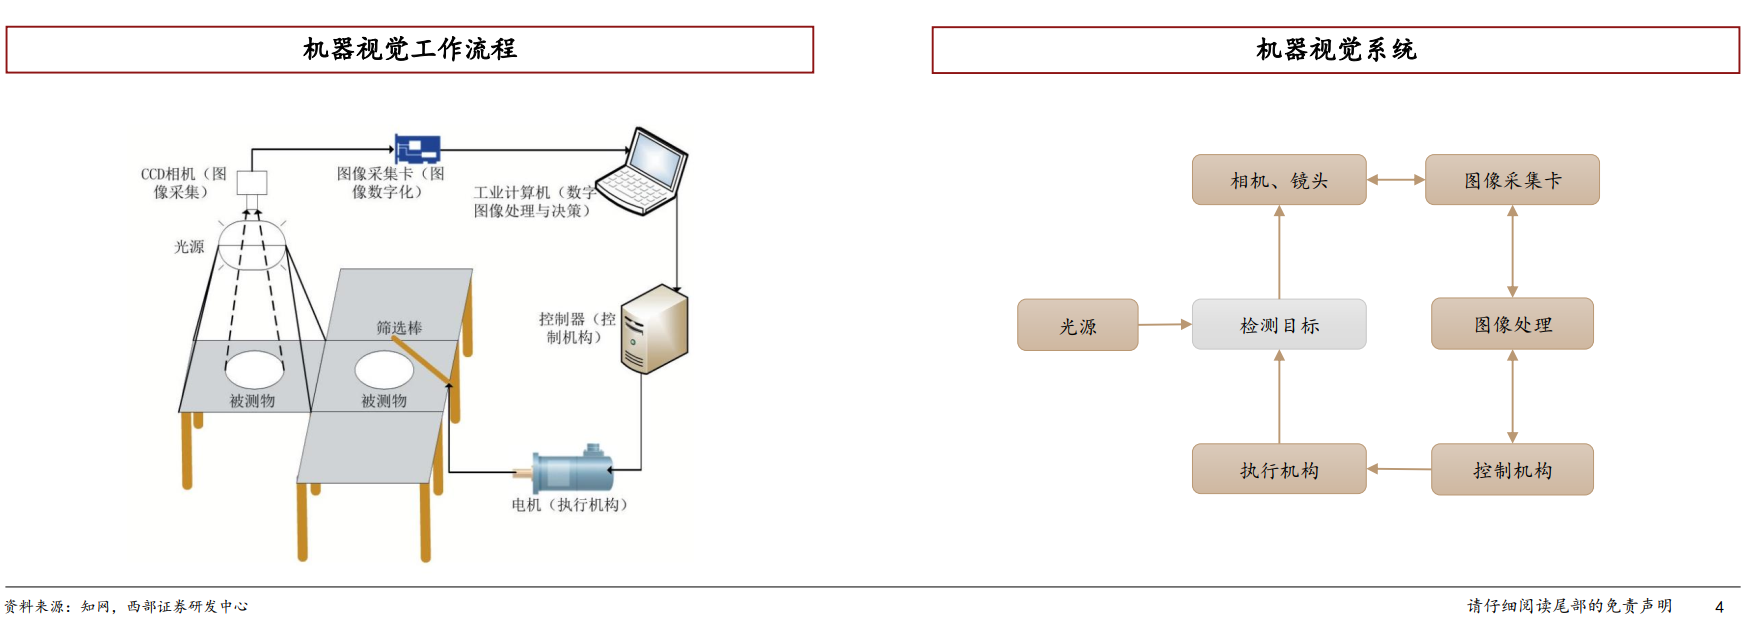 机器视觉工作流程
CCD相机（图
像采集）
图像采集卡（图
像数字化）
工业计算机（数字
图像处理与决策）
光源
筛选棒
控制器（控
制机构）
被测物
被测物
电机（执行机构）
机器视觉系统
相机、镜头
图像采集卡
光源
检测目标
图像处理
执行机构
控制机构
资料来源：知网，西部证券研发中心
请仔细阅读尾部的免责声明
4